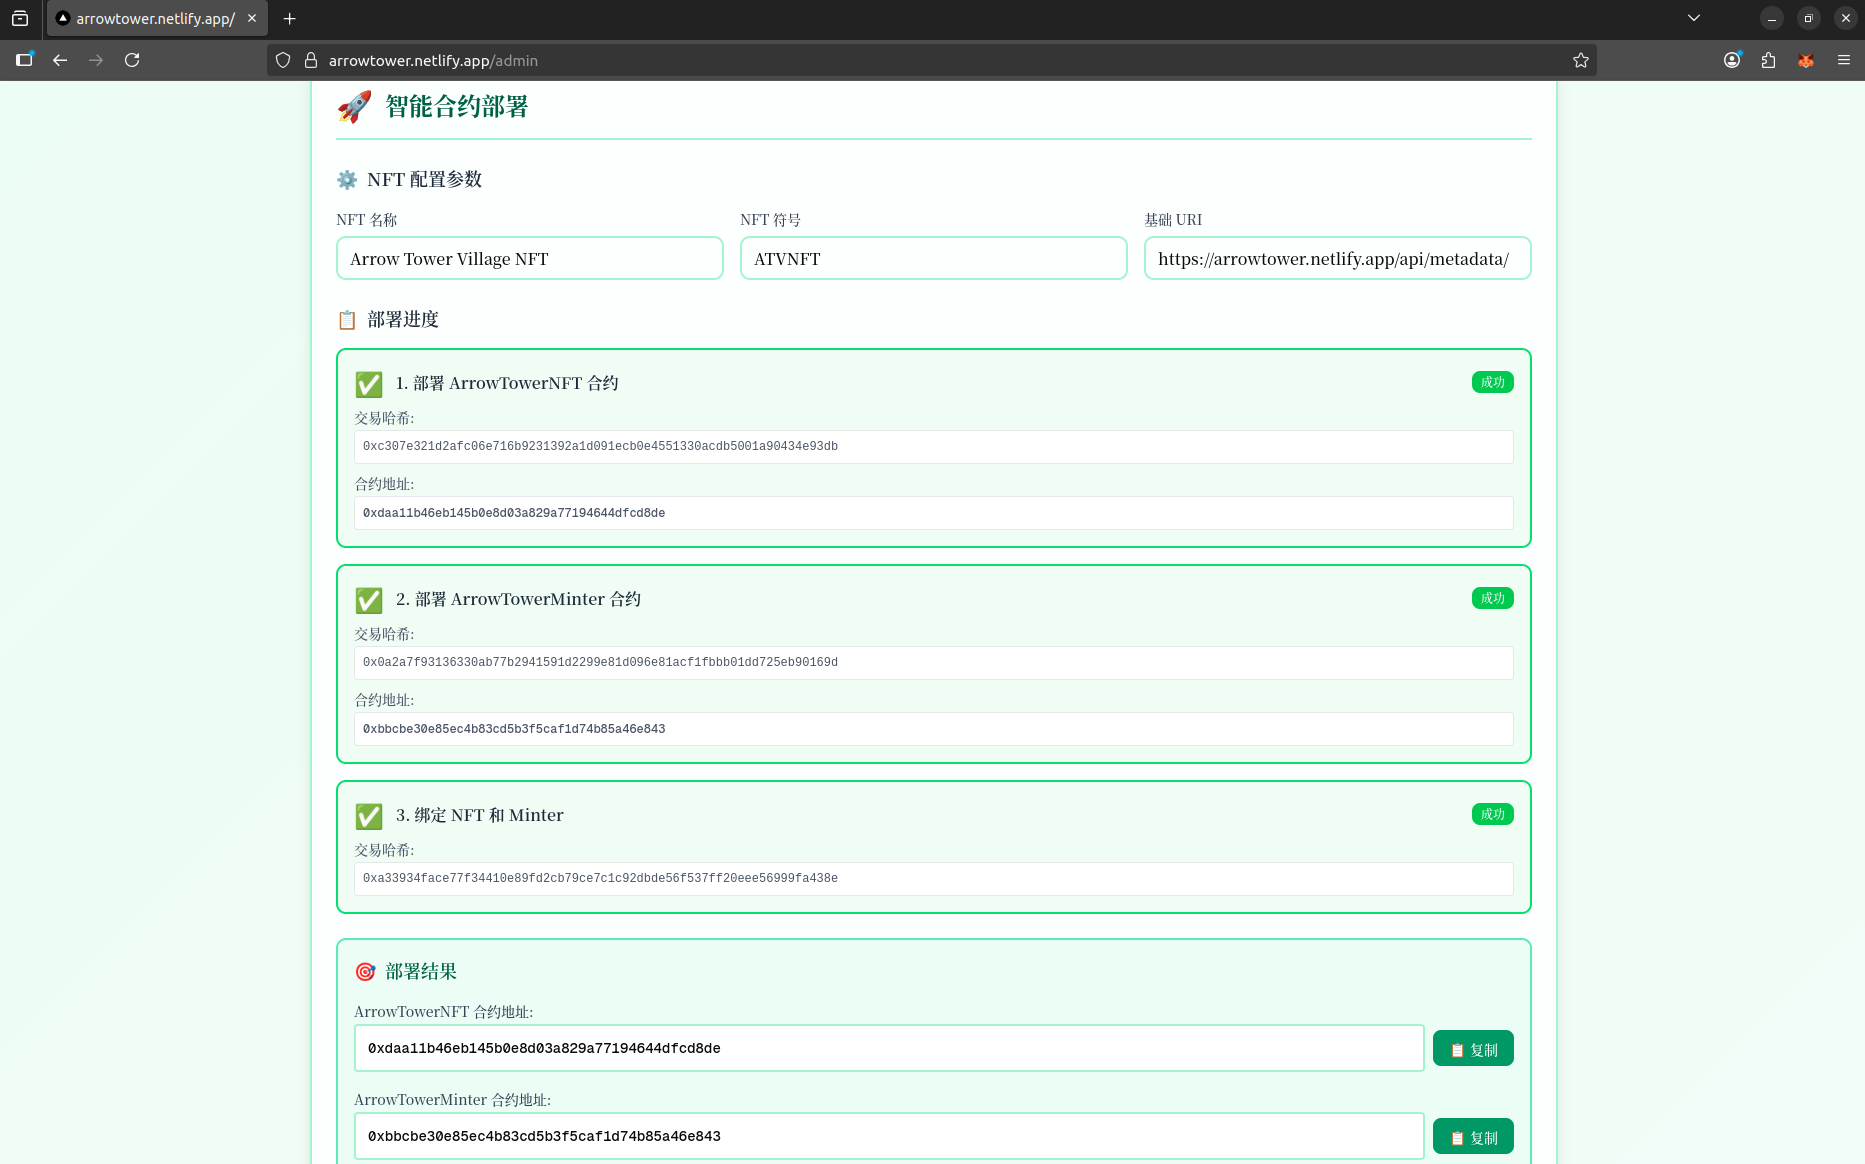 arrowtower.netlify.app/
arrowtower.netlify.app/admin
智能合约部署
NFT 配置参数
NFT 名称
NFT 符号
基础 URI
Arrow Tower Village NFT
ATVNFT
https://arrowtower.netlify.app/api/metadata/
部署进度
1. 部署 ArrowTowerNFT 合约
成功
交易哈希:
0xc307e321d2afc06e716b9231392a1d091ecb0e4551330acdb5001a90434e93db
合约地址:
0xdaa11b46eb145b0e8d03a829a77194644dfcd8de
2. 部署 ArrowTowerMinter 合约
成功
交易哈希:
0x0a2a7f93136330ab77b2941591d2299e81d096e81acf1fbbb01dd725eb90169d
合约地址:
0xbbcbe30e85ec4b83cd5b3f5caf1d74b85a46e843
3. 绑定 NFT 和 Minter
成功
交易哈希:
0xa33934face77f34410e89fd2cb79ce7c1c92dbde56f537ff20eee56999fa438e
部署结果
ArrowTowerNFT 合约地址:
0xdaa11b46eb145b0e8d03a829a77194644dfcd8de
复制
ArrowTowerMinter 合约地址:
0xbbcbe30e85ec4b83cd5b3f5caf1d74b85a46e843
复制